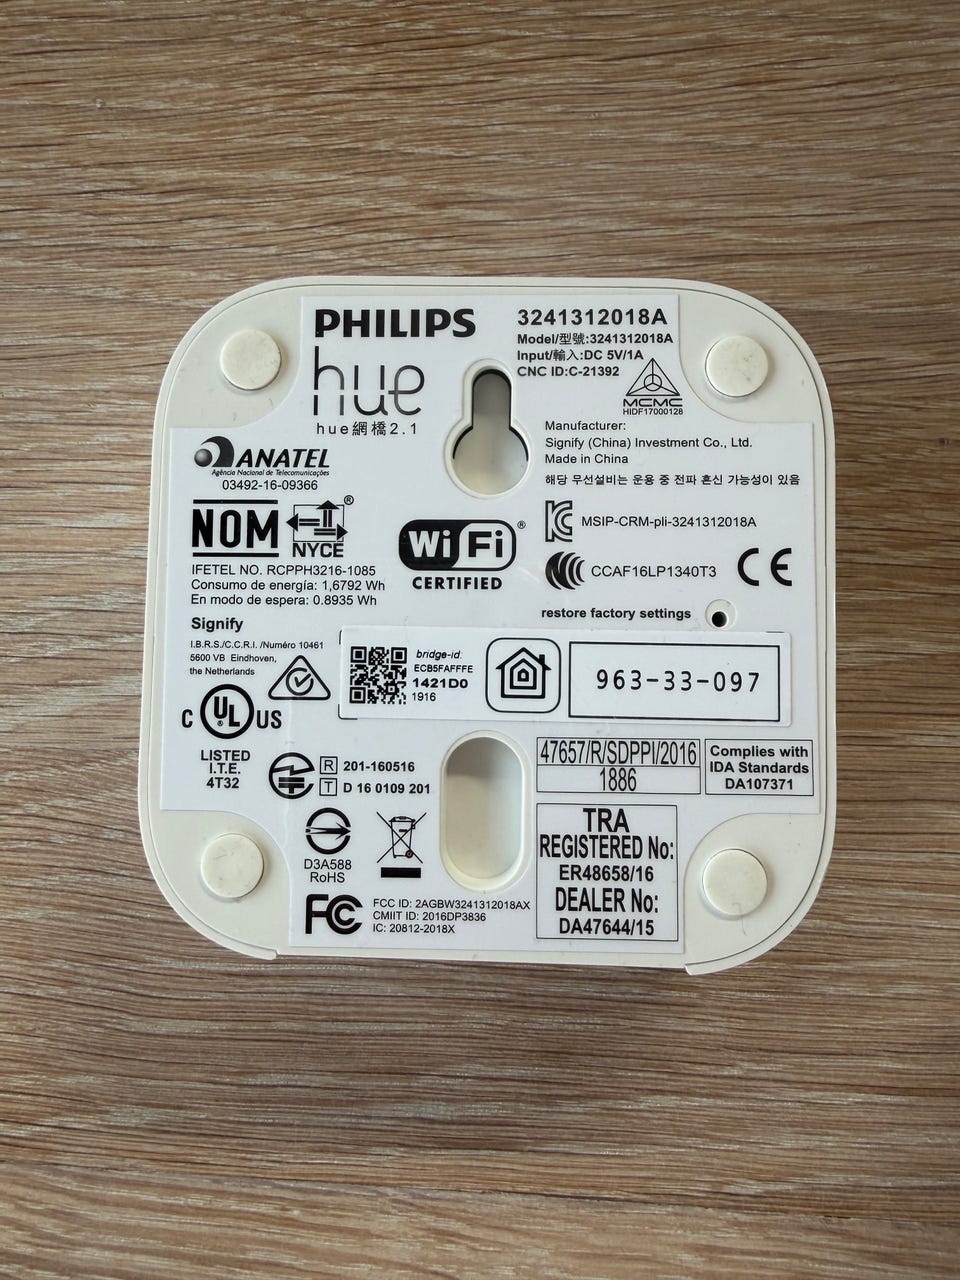 PHILIPS
hue
hue網橋2.1
3241312018A
Model/型號:3241312018A
Input/輸入:DC 5V/1A
CNC ID:C-21392
MCMC
HIDF17000128
Manufacturer:
Signify (China) Investment Co., Ltd.
Made in China
해당 무선설비는 운용 중 전파 혼신 가능성이 있음
ANATEL
Agência Nacional de Telecomunicações
03492-16-09366
NOM
NYCE
®
IFETEL NO. RCPPH3216-1085
Consumo de energía: 1,6792 Wh
En modo de espera: 0.8935 Wh
Wi Fi ®
CERTIFIED
MSIP-CRM-pli-3241312018A
CCAF16LP1340T3
CE
restore factory settings
Signify
I.B.R.S./C.C.R.I. /Numéro 10461
5600 VB Eindhoven,
the Netherlands
bridge-id:
ECB5FAFFFE
1421D0
1916
963-33-097
C UL ® US
LISTED
I.T.E.
4T32
R 201-160516
T D 16 0109 201
47657/R/SDPPI/2016
1886
Complies with
IDA Standards
DA107371
D3A588
RoHS
TRA
REGISTERED No:
ER48658/16
DEALER No:
DA47644/15
FC
FCC ID: 2AGBW3241312018AX
CMIIT ID: 2016DP3836
IC: 20812-2018X